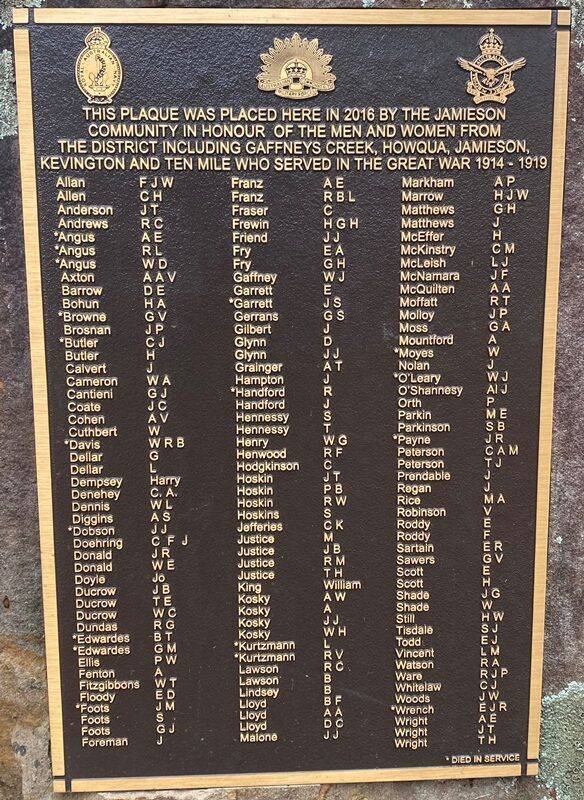 THIS PLAQUE WAS PLACED HERE IN 2016 BY THE JAMIESON
COMMUNITY IN HONOUR OF THE MEN AND WOMEN FROM
THE DISTRICT INCLUDING GAFFNEYS CREEK, HOWQUA, JAMIESON,
KEVINGTON AND TEN MILE WHO SERVED IN THE GREAT WAR 1914 - 1919
Allan F J W
Allen C H
Anderson J T
Andrews R C
*Angus A E
*Angus R L
*Angus W D
Axton A A V
Barrow D E
Bohun H A
*Browne G V
Brosnan J P
*Butler C J
Butler H
Calvert J
Cameron W A
Cantieni G J
Coate J C
Cohen A V
Cuthbert W
*Davis W R B
Dellar G
Dellar L
Dempsey Harry
Denehey C.A.
Dennis W L
Diggins A S
*Dobson J J
Doehring C F J
Donald J R
Donald W E
Doyle Jo
Ducrow J B
Ducrow T E
Ducrow W C
Dundas R G
*Edwardes B T
*Edwardes G M
Ellis P W
Fenton A
Fitzgibbons W T
Floody E D
*Foots J M
Foots S
Foots G J
Foreman J
Franz A E
Franz R B L
Fraser C
Frewin H G H
Friend J J
Fry E A
Fry G H
Gaffney W J
Garrett E
*Garrett J S
Gerrans G S
Gilbert J
Glynn D
Glynn J J
Grainger A T
Hampton J
*Handford R
Handford J
Hennessy S
Hennessy T
Henry W G
Henwood R F
Hodgkinson C
Hoskin J T
Hoskin P B
Hoskin R W
Hoskins S
Jefferies C K
Justice M
Justice J B
Justice R M
Justice T H
King William
Kosky A W
Kosky A
Kosky J J
Kosky W H
*Kurtzmann L
*Kurtzmann R V
Lawson R C
Lawson B
Lindsey B
Lloyd B F
Lloyd A A
Lloyd D C
Malone J J
Markham A P
Marrow H J W
Matthews G H
Matthews J
McEffer H
McKinstry C M
McLeish L J
McNamara J F
McQuilten A A
Moffatt R T
Molloy J P
Moss G A
Mountford A
*Moyes W
Nolan J
*O'Leary W J
O'Shannesy A J
Orth P
Parkin M E
Parkinson S B
*Payne J R
Peterson C A M
Peterson T J
Prendable J
Regan J
Rice M A
Robinson V
Roddy E
Roddy F
Sartain E R
Sawers G V
Scott E
Scott H
Shade J G
Shade W
Still H W
Tisdale S J
Todd E
Vincent L M
Watson R A
Ware R J P
Whitelaw C J
Woods J W
*Wrench E J R
Wright A E
Wright J T
Wright T H
* DIED IN SERVICE